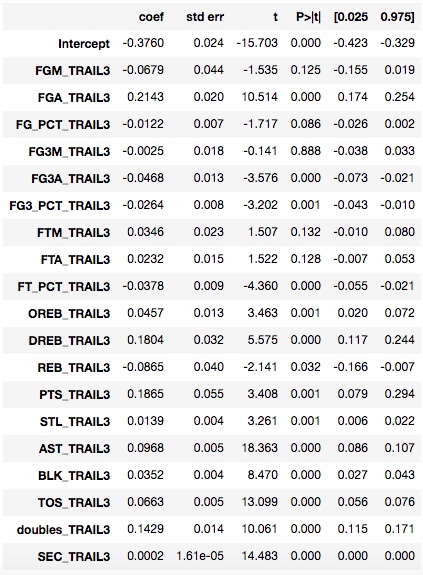 coef std err t P>|t| [0.025 0.975]
Intercept -0.3760 0.024 -15.703 0.000 -0.423 -0.329
FGM_TRAIL3 -0.0679 0.044 -1.535 0.125 -0.155 0.019
FGA_TRAIL3 0.2143 0.020 10.514 0.000 0.174 0.254
FG_PCT_TRAIL3 -0.0122 0.007 -1.717 0.086 -0.026 0.002
FG3M_TRAIL3 -0.0025 0.018 -0.141 0.888 -0.038 0.033
FG3A_TRAIL3 -0.0468 0.013 -3.576 0.000 -0.073 -0.021
FG3_PCT_TRAIL3 -0.0264 0.008 -3.202 0.001 -0.043 -0.010
FTM_TRAIL3 0.0346 0.023 1.507 0.132 -0.010 0.080
FTA_TRAIL3 0.0232 0.015 1.522 0.128 -0.007 0.053
FT_PCT_TRAIL3 -0.0378 0.009 -4.360 0.000 -0.055 -0.021
OREB_TRAIL3 0.0457 0.013 3.463 0.001 0.020 0.072
DREB_TRAIL3 0.1804 0.032 5.575 0.000 0.117 0.244
REB_TRAIL3 -0.0865 0.040 -2.141 0.032 -0.166 -0.007
PTS_TRAIL3 0.1865 0.055 3.408 0.001 0.079 0.294
STL_TRAIL3 0.0139 0.004 3.261 0.001 0.006 0.022
AST_TRAIL3 0.0968 0.005 18.363 0.000 0.086 0.107
BLK_TRAIL3 0.0352 0.004 8.470 0.000 0.027 0.043
TOS_TRAIL3 0.0663 0.005 13.099 0.000 0.056 0.076
doubles_TRAIL3 0.1429 0.014 10.061 0.000 0.115 0.171
SEC_TRAIL3 0.0002 1.61e-05 14.483 0.000 0.000 0.000